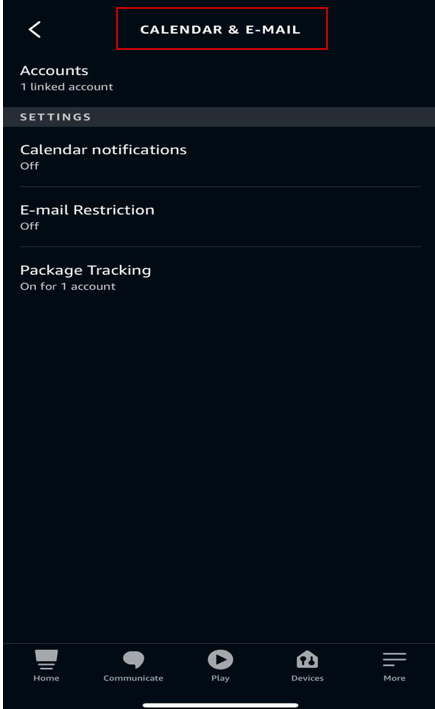 CALENDAR & E-MAIL
Accounts
1 linked account
SETTINGS
Calendar notifications
Off
E-mail Restriction
Off
Package Tracking
On for 1 account
Home Communicate Play Devices More